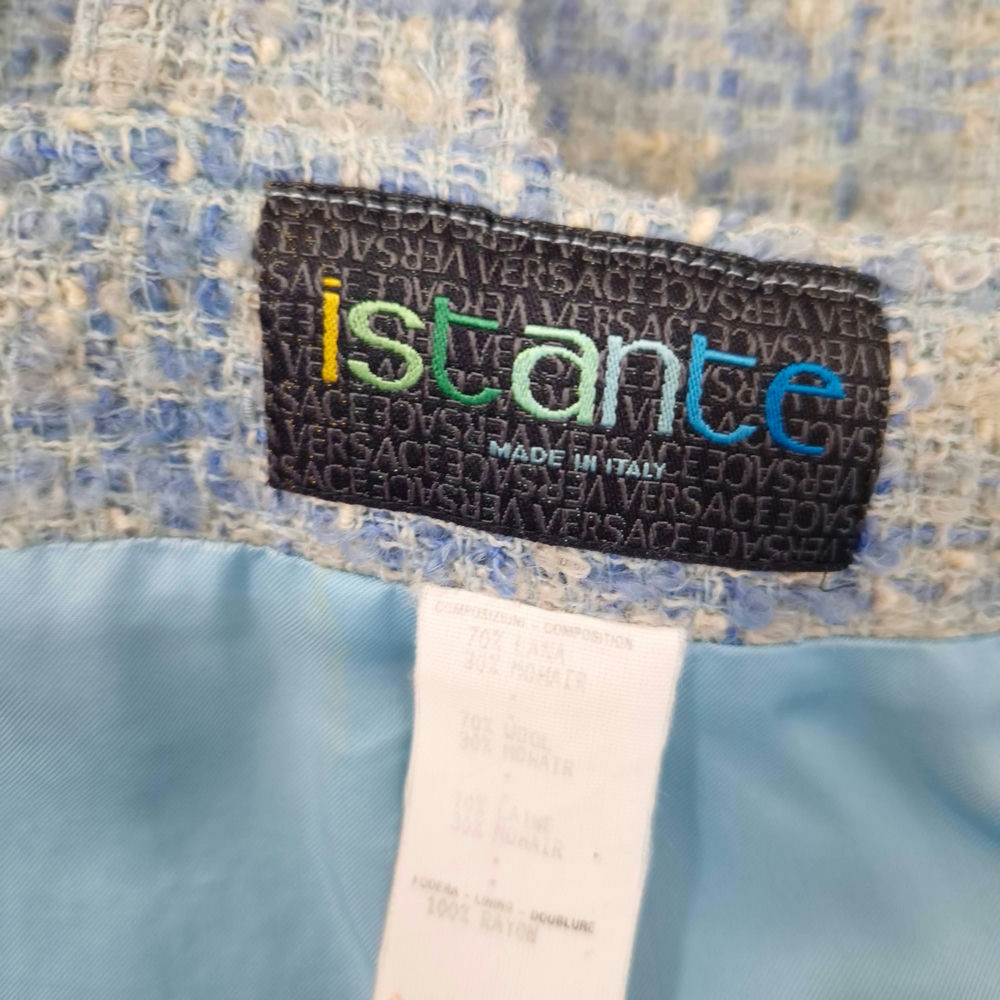 istante
MADE IN ITALY
COMPOSIZIONI - COMPOSITION
70% LANA
30% MOHAIR
70% WOOL
30% MOHAIR
70% LAINE
30% MOHAIR
FODERA - LINING - DOUBLURE
100% RAYON